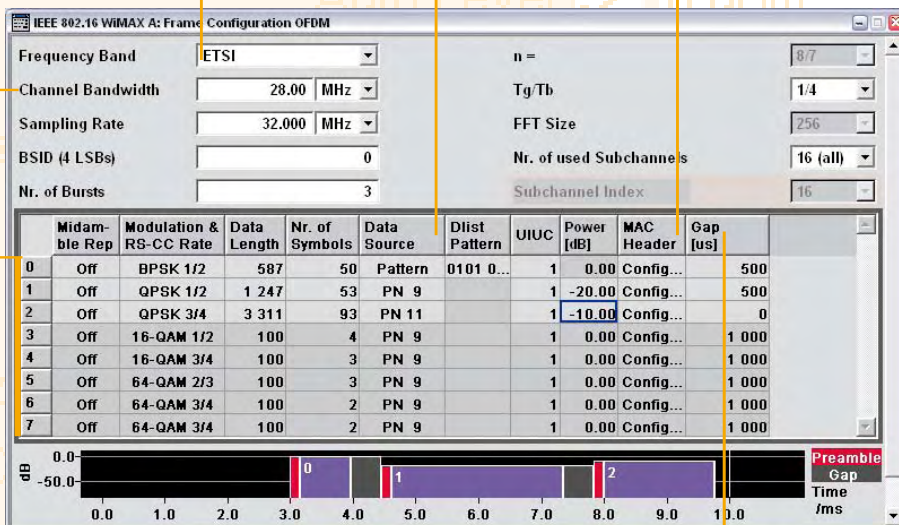 IEEE 802.16 WiMAX A: Frame Configuration OFDM
Frequency Band ETSI n = 8/7
Channel Bandwidth 28.00 MHz Tg/Tb 1/4
Sampling Rate 32.000 MHz FFT Size 256
BSID (4 LSBs) 0 Nr. of used Subchannels 16 (all)
Nr. of Bursts 3 Subchannel Index 16
Midam- Modulation & Data Nr. of Data Dlist UIUC Power MAC Gap
ble Rep RS-CC Rate Length Symbols Source Pattern [dB] Header [us]
0 Off BPSK 1/2 587 50 Pattern 0101 0... 1 0.00 Config... 500
1 Off QPSK 1/2 1 247 53 PN 9 1 -20.00 Config... 500
2 Off QPSK 3/4 3 311 93 PN 11 1 -10.00 Config... 0
3 Off 16-QAM 1/2 100 4 PN 9 1 0.00 Config... 1 000
4 Off 16-QAM 3/4 100 3 PN 9 1 0.00 Config... 1 000
5 Off 64-QAM 2/3 100 3 PN 9 1 0.00 Config... 1 000
6 Off 64-QAM 3/4 100 2 PN 9 1 0.00 Config... 1 000
7 Off 64-QAM 3/4 100 2 PN 9 1 0.00 Config... 1 000
dB 0.0 0 1 2 Preamble
-50.0 Gap
Time
0.0 1.0 2.0 3.0 4.0 5.0 6.0 7.0 8.0 9.0 10.0 /ms